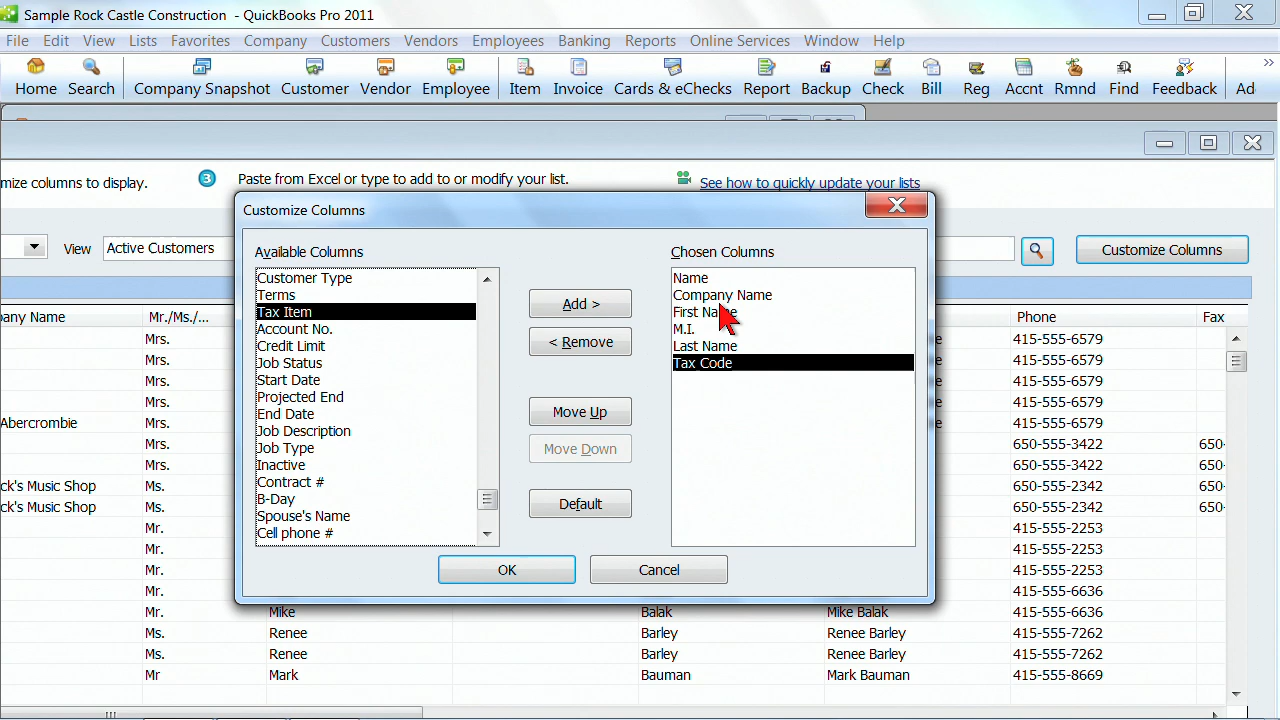 Sample Rock Castle Construction - QuickBooks Pro 2011
File Edit View Lists Favorites Company Customers Vendors Employees Banking Reports Online Services Window Help
Home Search Company Snapshot Customer Vendor Employee Item Invoice Cards & eChecks Report Backup Check Bill Reg Accnt Rmnd Find Feedback Ad
mize columns to display. 3 Paste from Excel or type to add to or modify your list. See how to quickly update your lists
View Active Customers Customize Columns
Customize Columns
Available Columns
Customer Type
Terms
Tax Item
Account No.
Credit Limit
Job Status
Start Date
Projected End
End Date
Job Description
Job Type
Inactive
Contract #
B-Day
Spouse's Name
Cell phone #
Add >
< Remove
Move Up
Move Down
Default
Chosen Columns
Name
Company Name
First Name
M.I.
Last Name
Tax Code
OK Cancel
any Name Mr./Ms./... Phone Fax
Mrs. 415-555-6579
Mrs. e 415-555-6579
Mrs. e 415-555-6579
Mrs. e 415-555-6579
Abercrombie Mrs. e 415-555-6579
Mrs. 650-555-3422 650-
Mrs. 650-555-3422 650-
ck's Music Shop Ms. 650-555-2342 650-
ck's Music Shop Ms. 650-555-2342 650-
Mr. 415-555-2253
Mr. 415-555-2253
Mr. 415-555-2253
Mr. 415-555-6636
Mr. Mike Balak Mike Balak 415-555-6636
Ms. Renee Barley Renee Barley 415-555-7262
Ms. Renee Barley Renee Barley 415-555-7262
Mr Mark Bauman Mark Bauman 415-555-8669